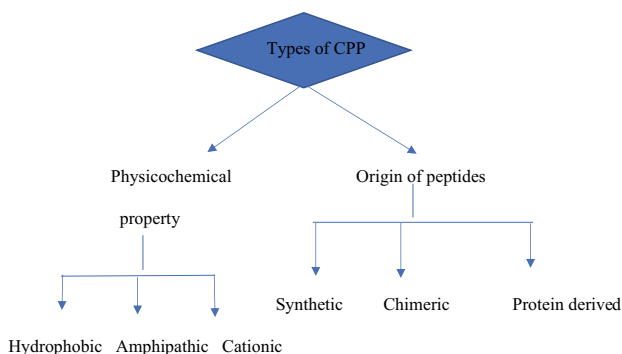 Types of CPP
Physicochemical
property
Origin of peptides
Hydrophobic Amphipathic Cationic
Synthetic Chimeric Protein derived